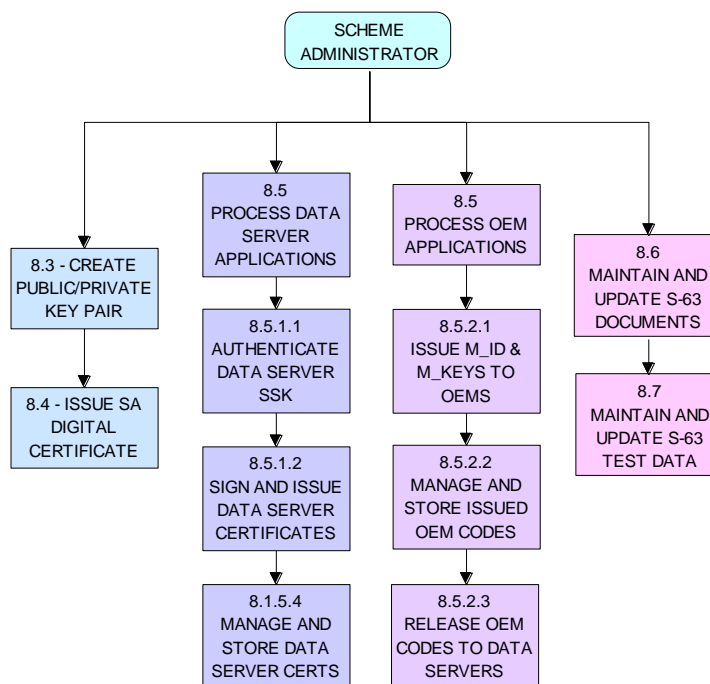 SCHEME
ADMINISTRATOR
8.3 - CREATE
PUBLIC/PRIVATE
KEY PAIR
8.4 - ISSUE SA
DIGITAL
CERTIFICATE
8.5
PROCESS DATA
SERVER
APPLICATIONS
8.5.1.1
AUTHENTICATE
DATA SERVER
SSK
8.5.1.2
SIGN AND ISSUE
DATA SERVER
CERTIFICATES
8.1.5.4
MANAGE AND
STORE DATA
SERVER CERTS
8.5
PROCESS OEM
APPLICATIONS
8.5.2.1
ISSUE M_ID &
M_KEYS TO
OEMS
8.5.2.2
MANAGE AND
STORE ISSUED
OEM CODES
8.5.2.3
RELEASE OEM
CODES TO DATA
SERVERS
8.6
MAINTAIN AND
UPDATE S-63
DOCUMENTS
8.7
MAINTAIN AND
UPDATE S-63
TEST DATA